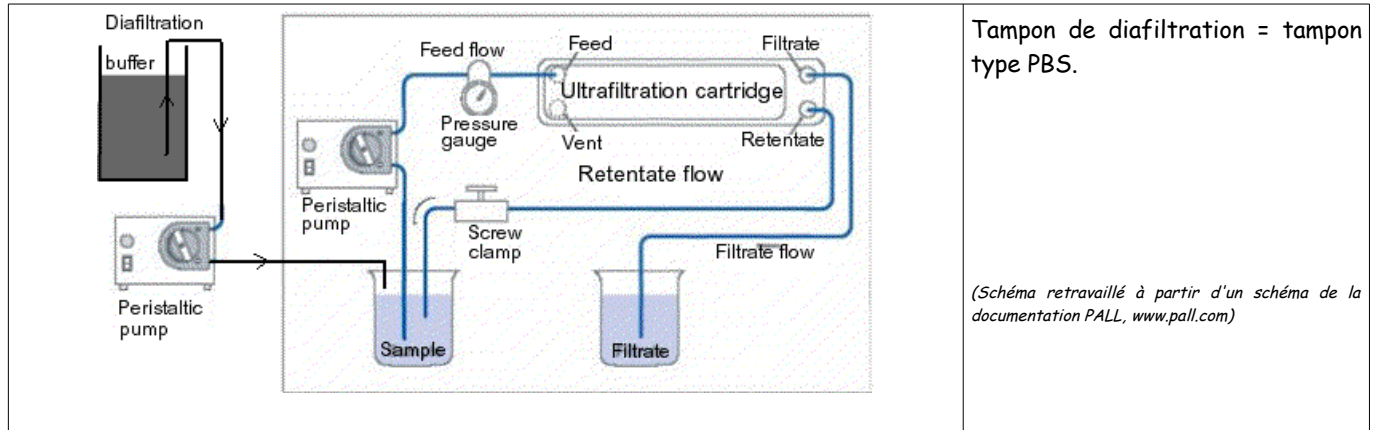 Diafiltration
buffer
Peristaltic
pump
Feed flow
Pressure
gauge
Feed
Filtrate
Ultrafiltration cartridge
Vent
Retentate
Retentate flow
Peristaltic
pump
Screw
clamp
Filtrate flow
Sample
Filtrate
Tampon de diafiltration = tampon
type PBS.
(Schéma retravaillé à partir d'un schéma de la
documentation PALL, www.pall.com)